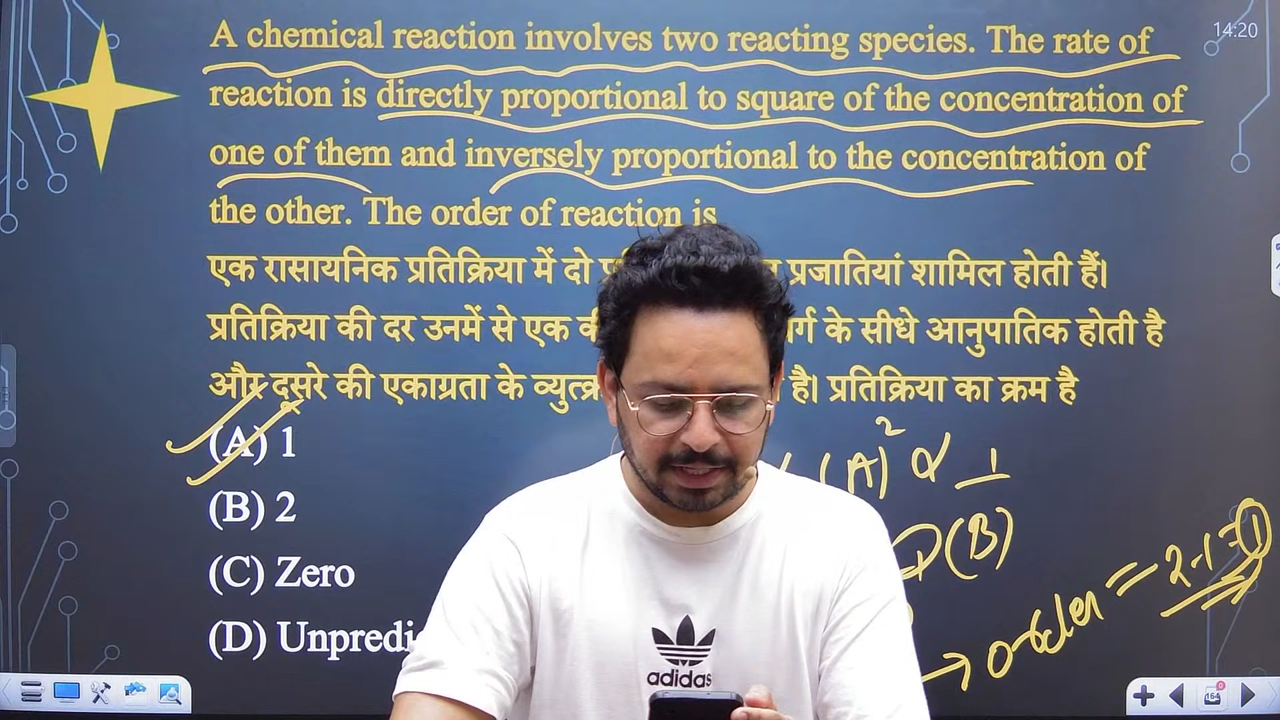 14:20
A chemical reaction involves two reacting species. The rate of
reaction is directly proportional to square of the concentration of
one of them and inversely proportional to the concentration of
the other. The order of reaction is
एक रासायनिक प्रतिक्रिया में दो प्रजातियां शामिल होती हैं।
प्रतिक्रिया की दर उनमें से एक के सीधे आनुपातिक होती है
और दूसरे की एकाग्रता के है। प्रतिक्रिया का क्रम है
(A) 1
(B) 2
(C) Zero
(D)
(A)² α 1
(B)
→ order = 2-1=1
adidas
164